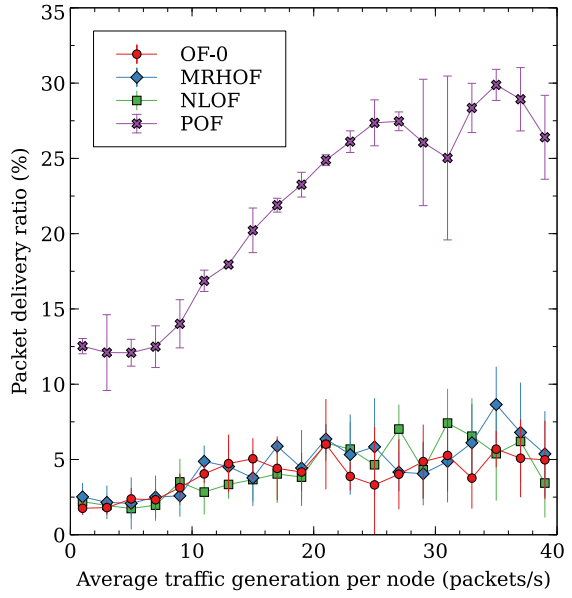 35
30
25
20
15
10
5
0
0
10
20
30
40
Packet delivery ratio (%)
Average traffic generation per node (packets/s)
OF-0
MRHOF
NLOF
POF